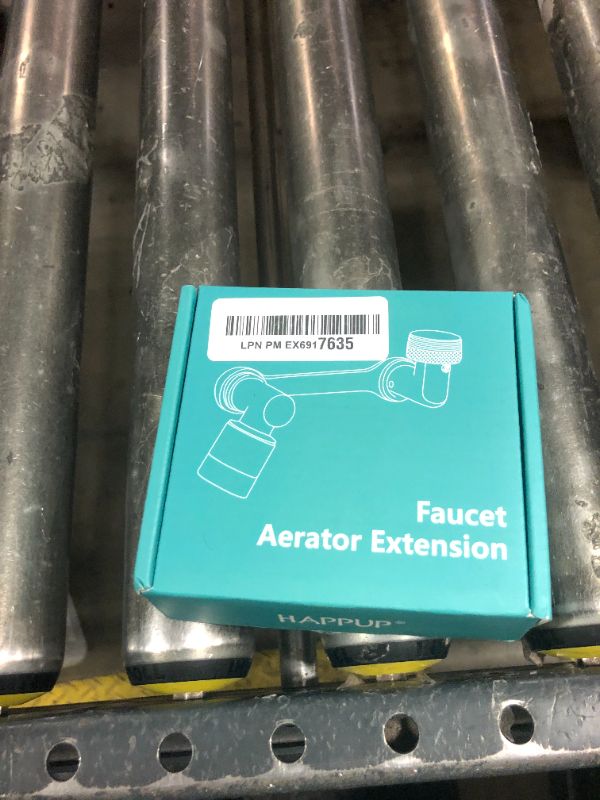 LPN PM EX6917635
Faucet
Aerator Extension
HAPPUP®